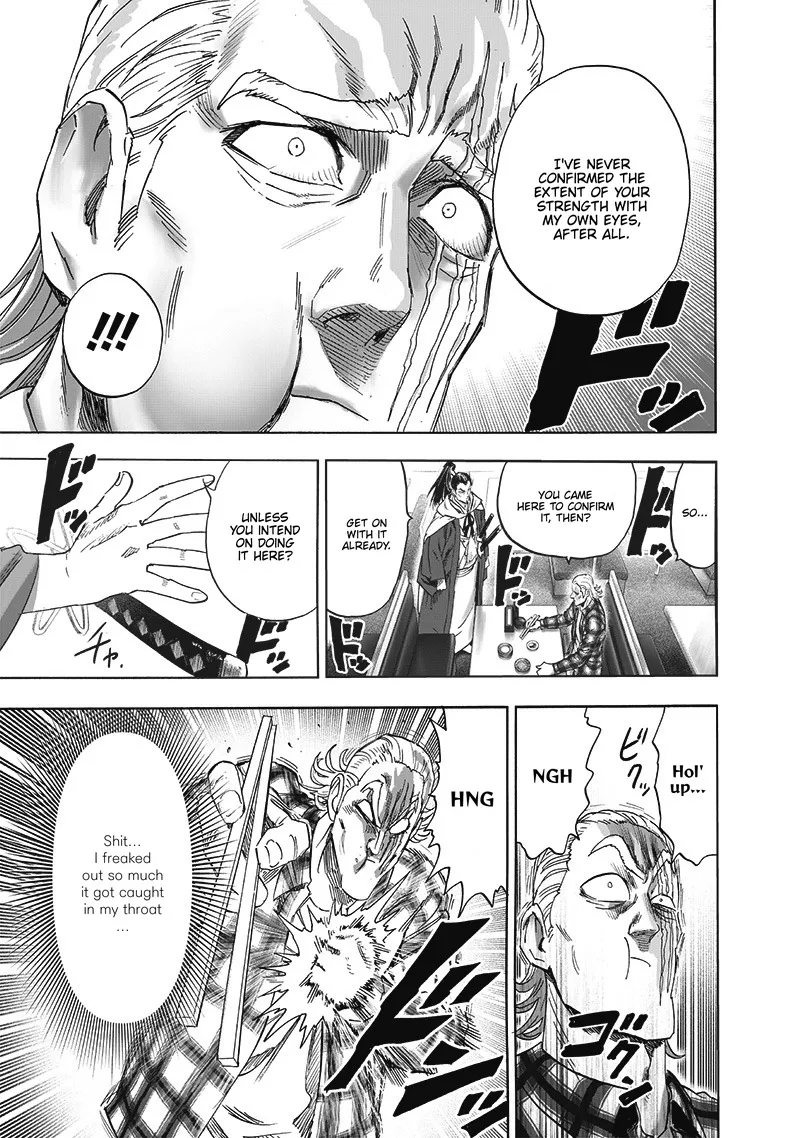 I'VE NEVER
CONFIRMED THE
EXTENT OF YOUR
STRENGTH WITH
MY OWN EYES,
AFTER ALL.
!!!
ドッ
ドッ
SO...
YOU CAME
HERE TO CONFIRM
IT, THEN?
GET ON
WITH IT
ALREADY.
ドッ
ドッ
UNLESS
YOU INTEND
ON DOING
IT HERE?
ドッ
チャ.
Hol'
up...
NGH
ビクッ
ゴクン
HNG
ドンドンッ
Shit...
I freaked
out so much
it got caught
in my throat
...